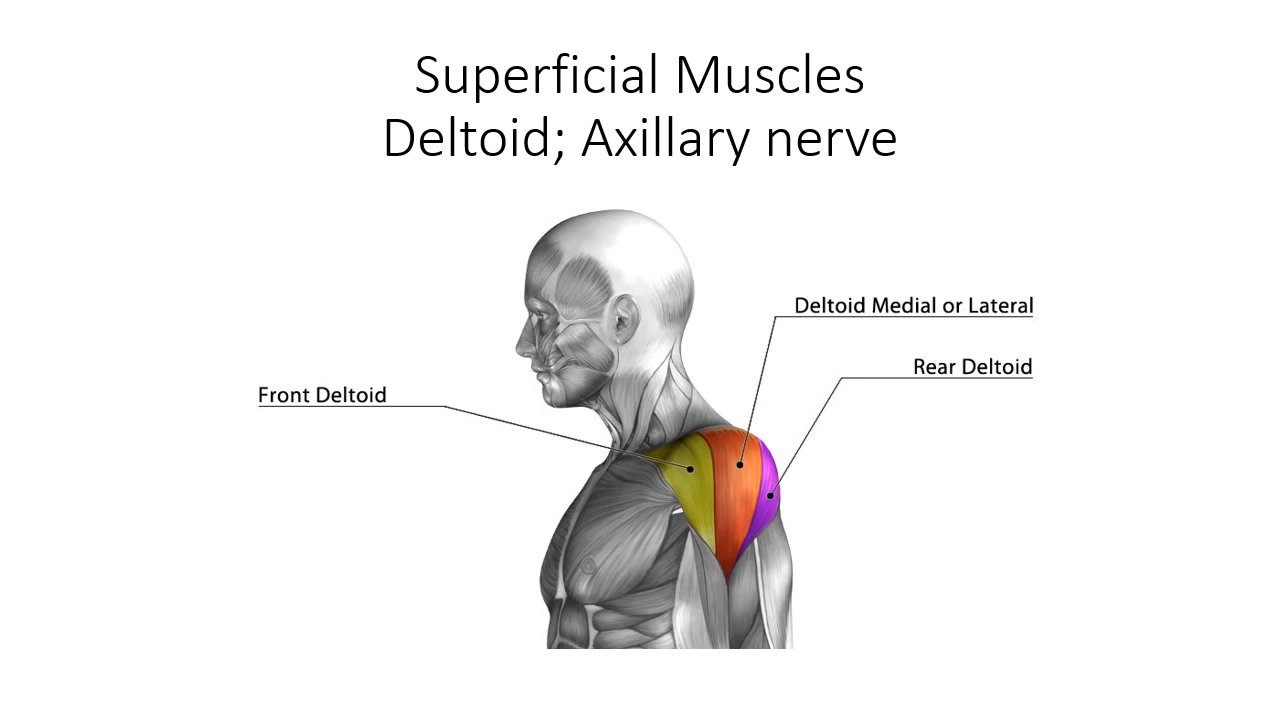 Superficial Muscles
Deltoid; Axillary nerve
Deltoid Medial or Lateral
Rear Deltoid
Front Deltoid